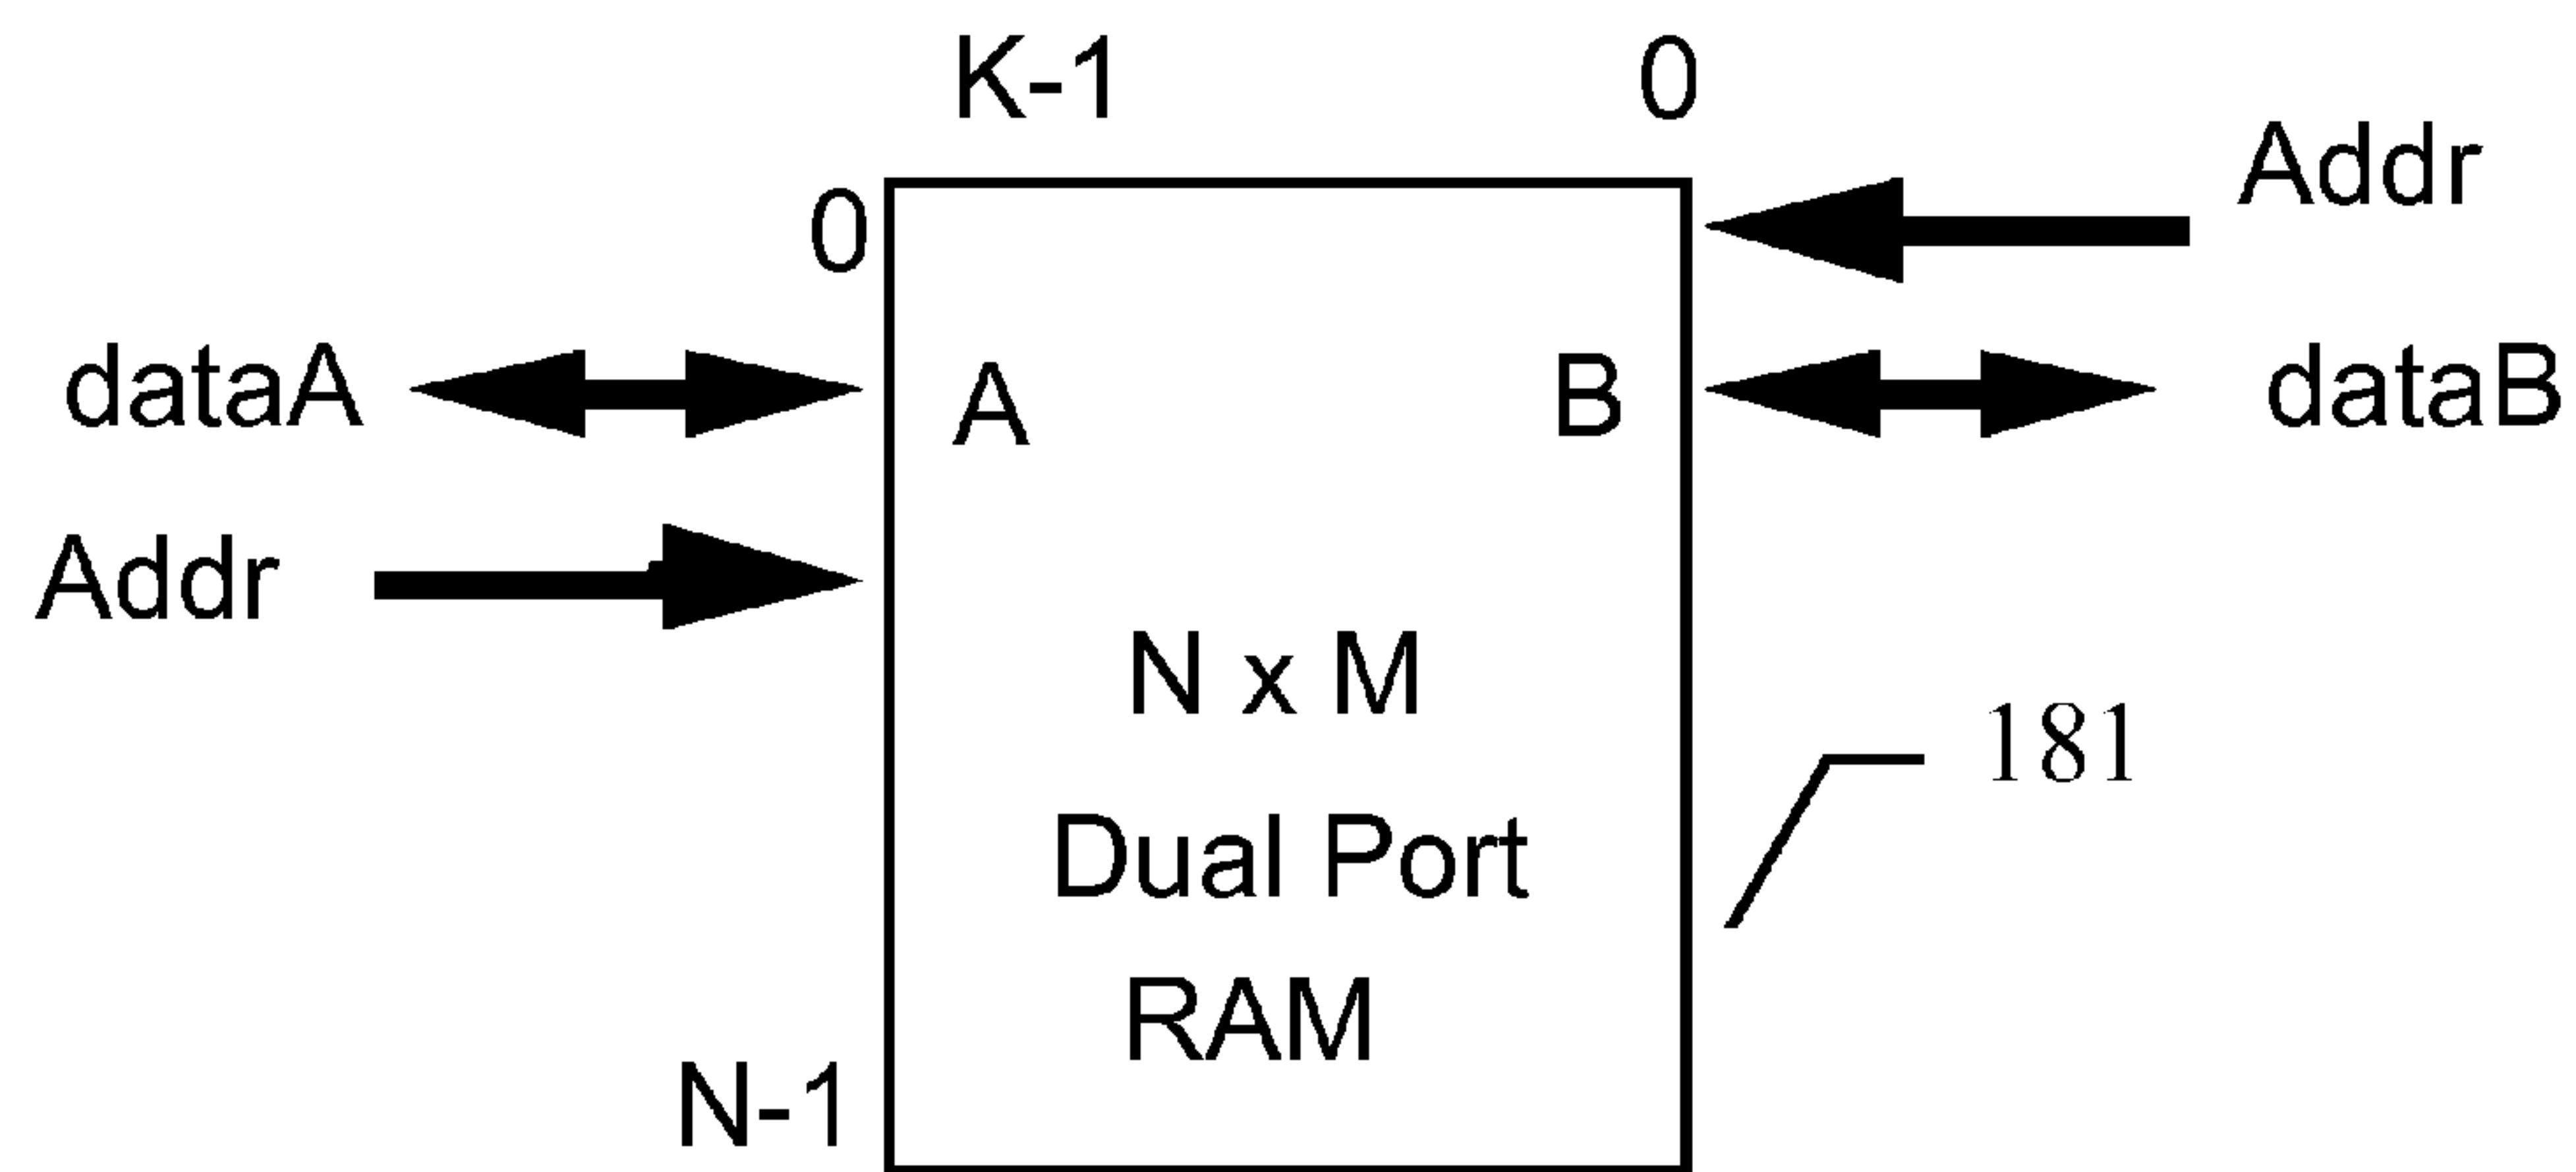 K-1 0
Addr
0
dataA A B dataB
Addr
N x M
181
Dual Port
RAM
N-1